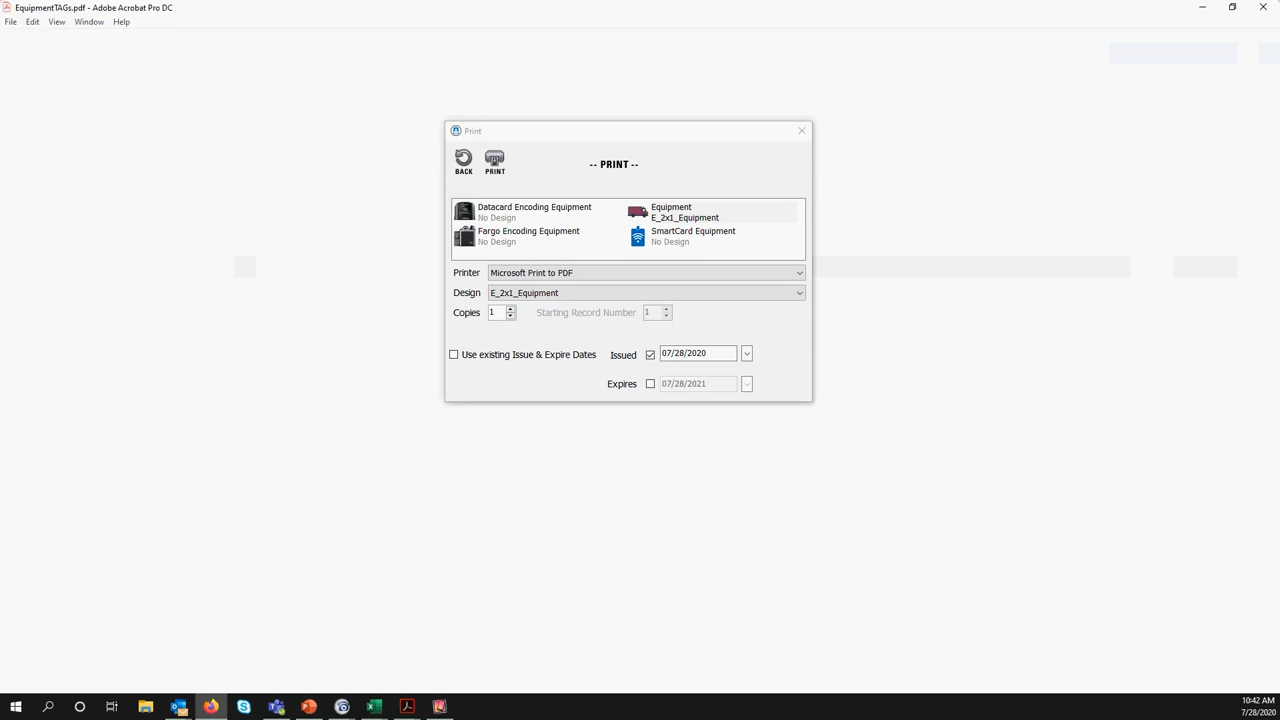 EquipmentTAGs.pdf - Adobe Acrobat Pro DC
File Edit View Window Help
Print
BACK PRINT -- PRINT --
Datacard Encoding Equipment
No Design
Equipment
E_2x1_Equipment
Fargo Encoding Equipment
No Design
SmartCard Equipment
No Design
Printer Microsoft Print to PDF
Design E_2x1_Equipment
Copies 1 Starting Record Number 1
Use existing Issue & Expire Dates Issued 07/28/2020
Expires 07/28/2021
10:42 AM
7/28/2020